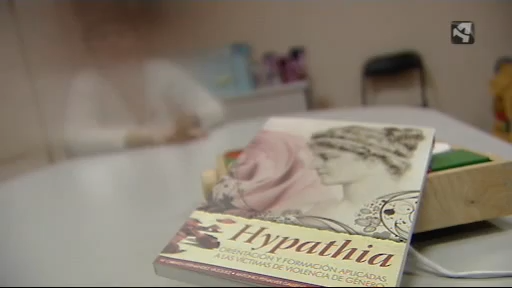 Hypathia
ORIENTACIÓN Y FORMACIÓN APLICADAS
A LAS VÍCTIMAS DE VIOLENCIA DE GÉNERO